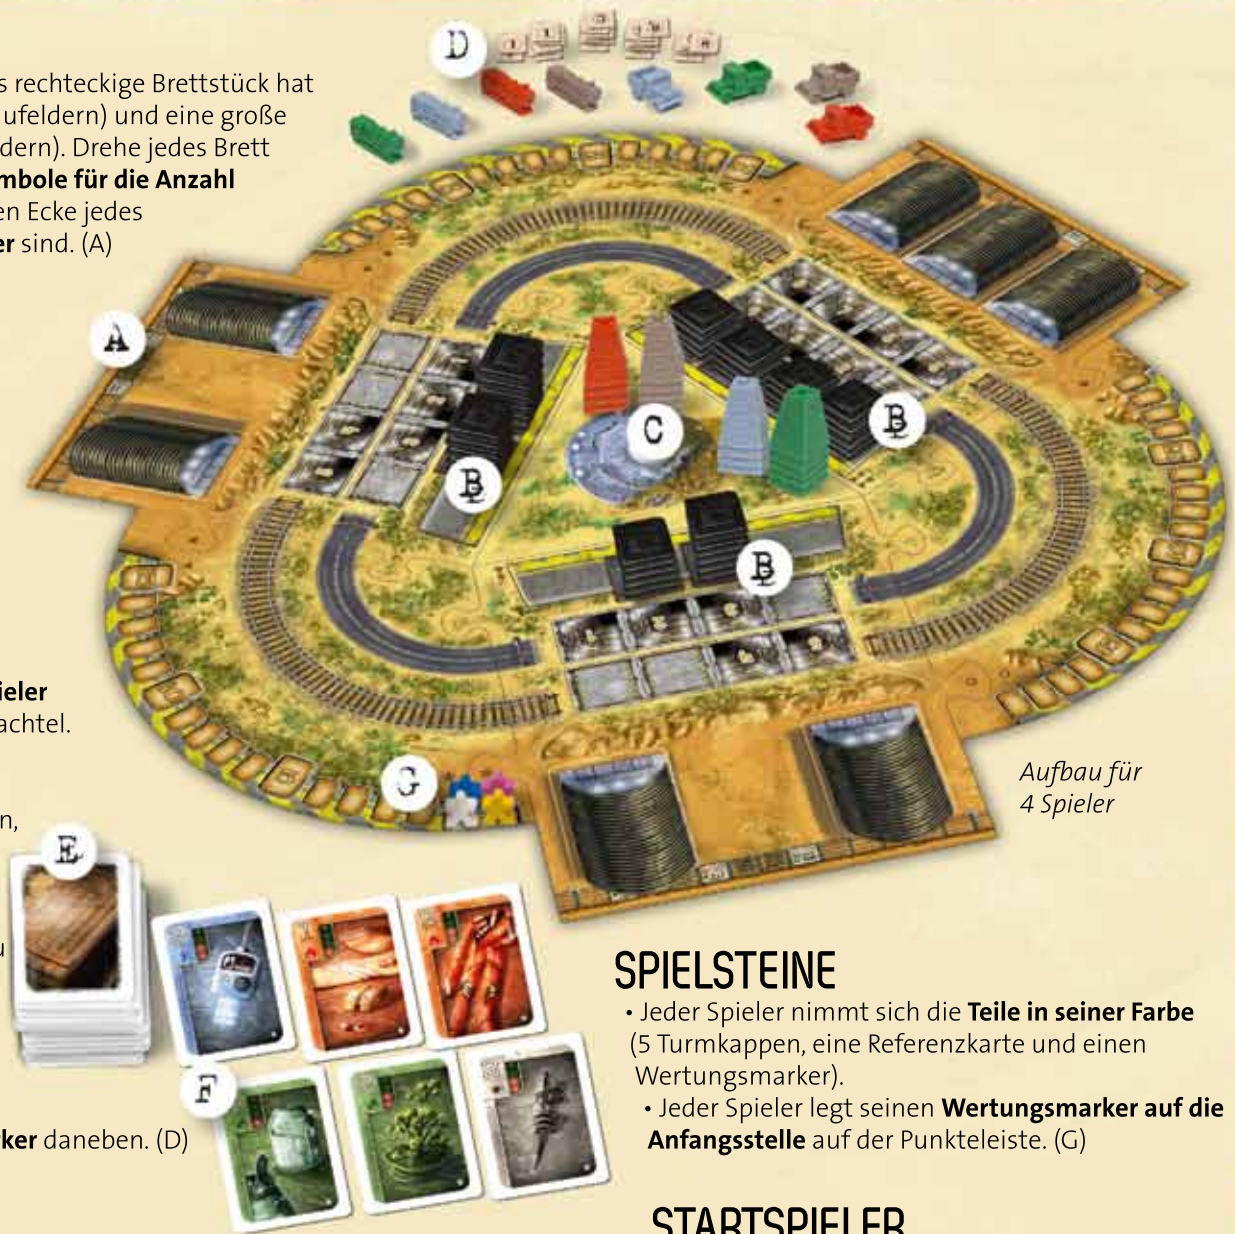 s rechteckige Brettstück hat
ufeldern) und eine große
dern). Drehe jedes Brett
mbole für die Anzahl
en Ecke jedes
er sind. (A)
D
A
B
B
C
B
ieler
achtel.
G
Aufbau für
4 Spieler
n,
E
u
F
ker daneben. (D)
SPIELSTEINE
• Jeder Spieler nimmt sich die Teile in seiner Farbe
(5 Turmkappen, eine Referenzkarte und einen
Wertungsmarker).
• Jeder Spieler legt seinen Wertungsmarker auf die
Anfangsstelle auf der Punkteleiste. (G)
STARTSPIELER